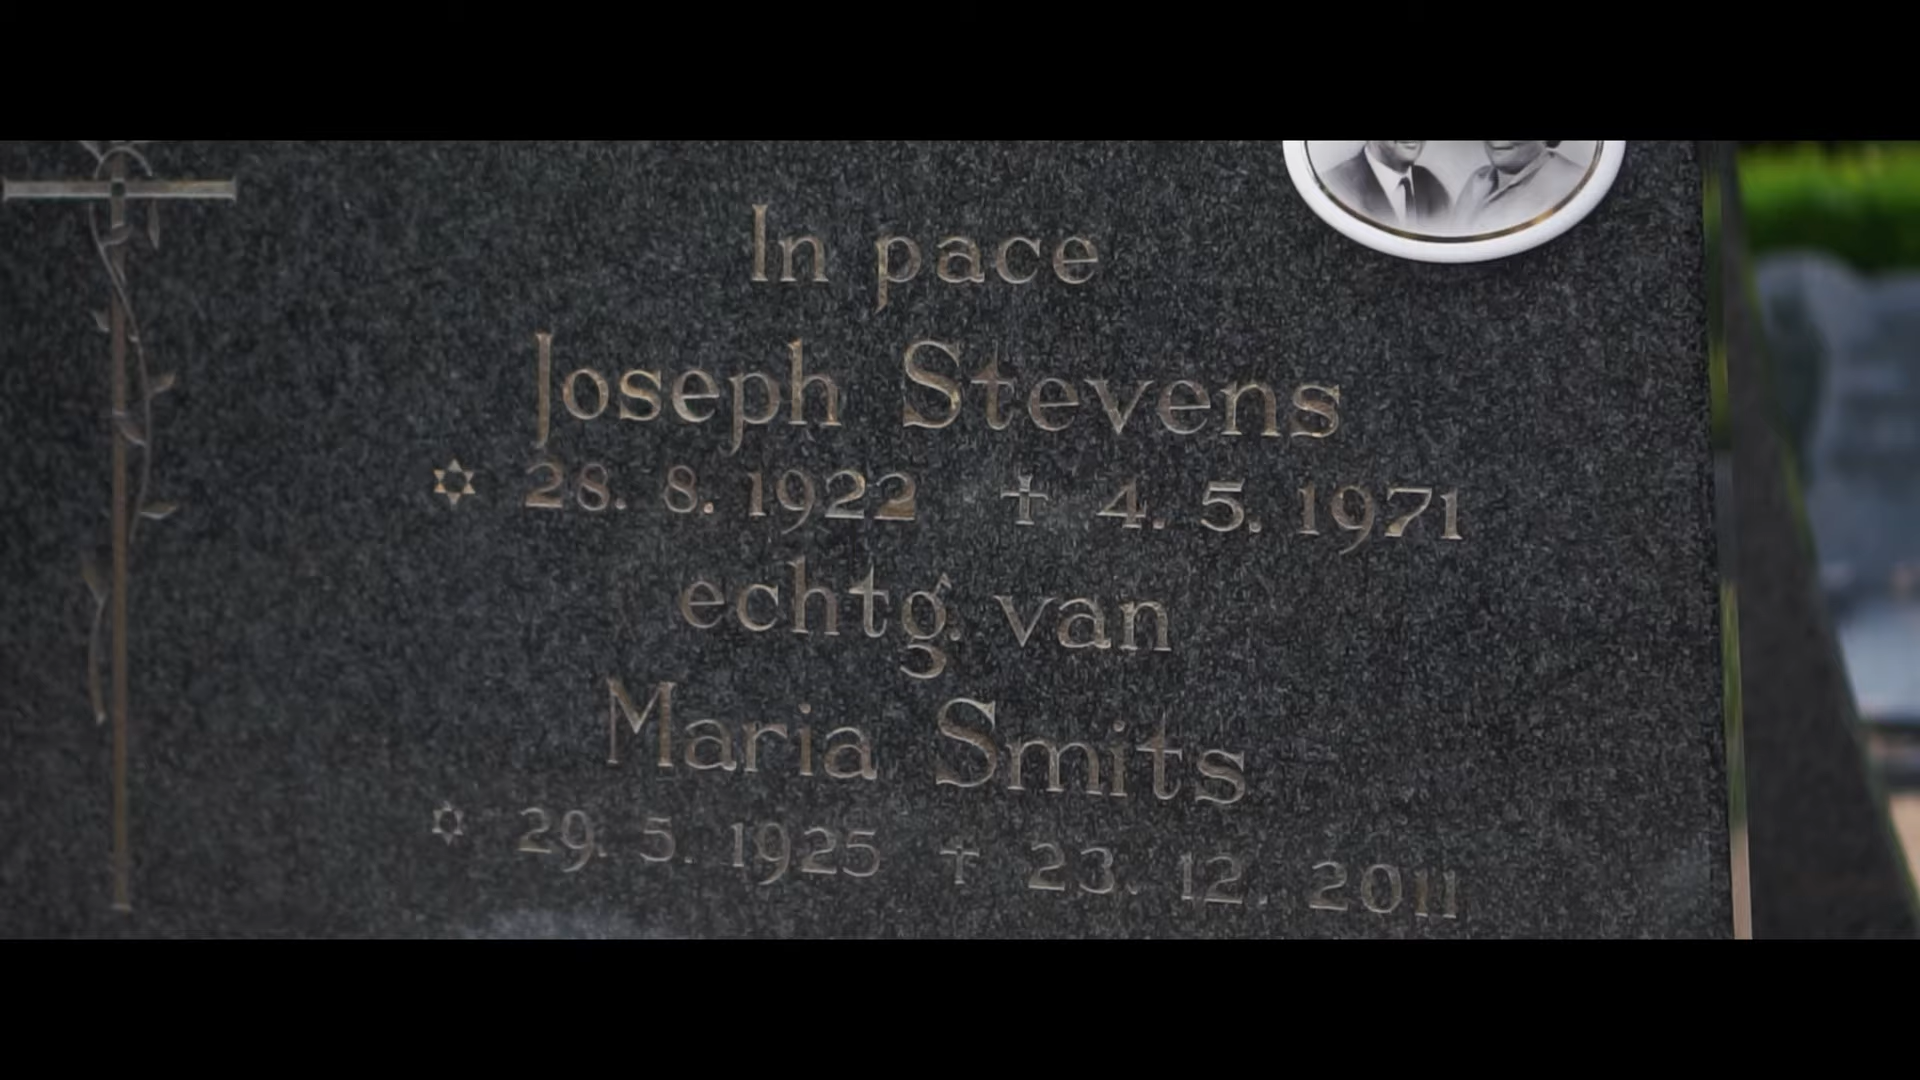 In pace
Joseph Stevens
✡ 28. 8. 1922 ✝ 4. 5. 1971
echtg. van
Maria Smits
✡ 29. 5. 1925 ✝ 23. 12. 2011